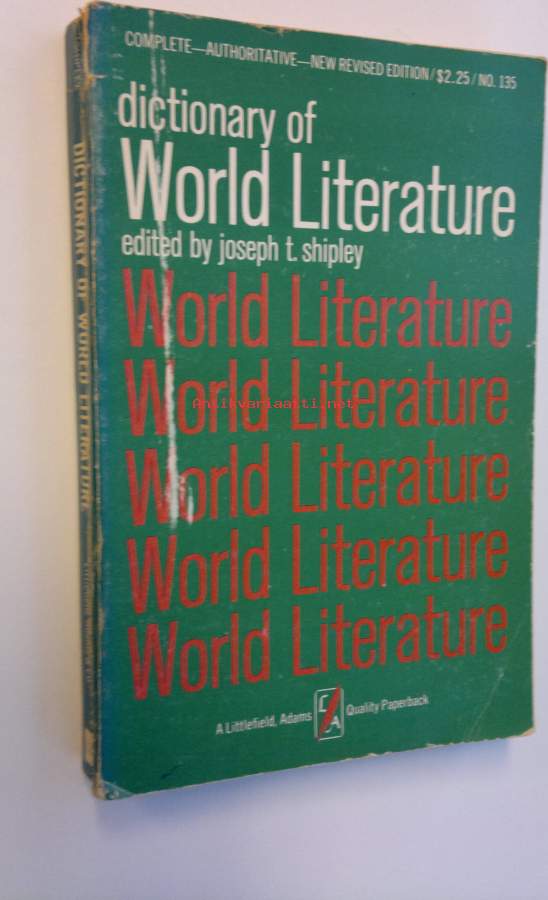 COMPLETE—AUTHORITATIVE—NEW REVISED EDITION/$2.25/NO. 135
dictionary of
World Literature
edited by joseph t. shipley
World Literature
World Literature
Antikvariaatti.net
World Literature
World Literature
World Literature
A Littlefield, Adams LA Quality Paperback
DICTIONARY OF WORLD LITERATURE